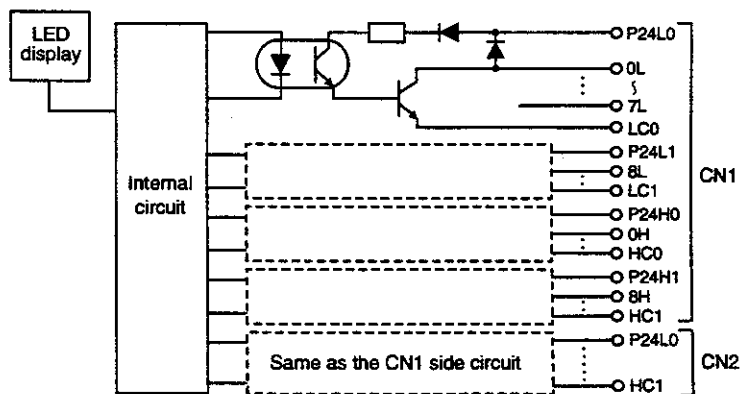 LED
display
P24L0
0L
7L
LC0
P24L1
Internal
circuit
8L
LC1
CN1
P24H0
0H
HC0
P24H1
8H
HC1
P24L0
Same as the CN1 side circuit
CN2
HC1